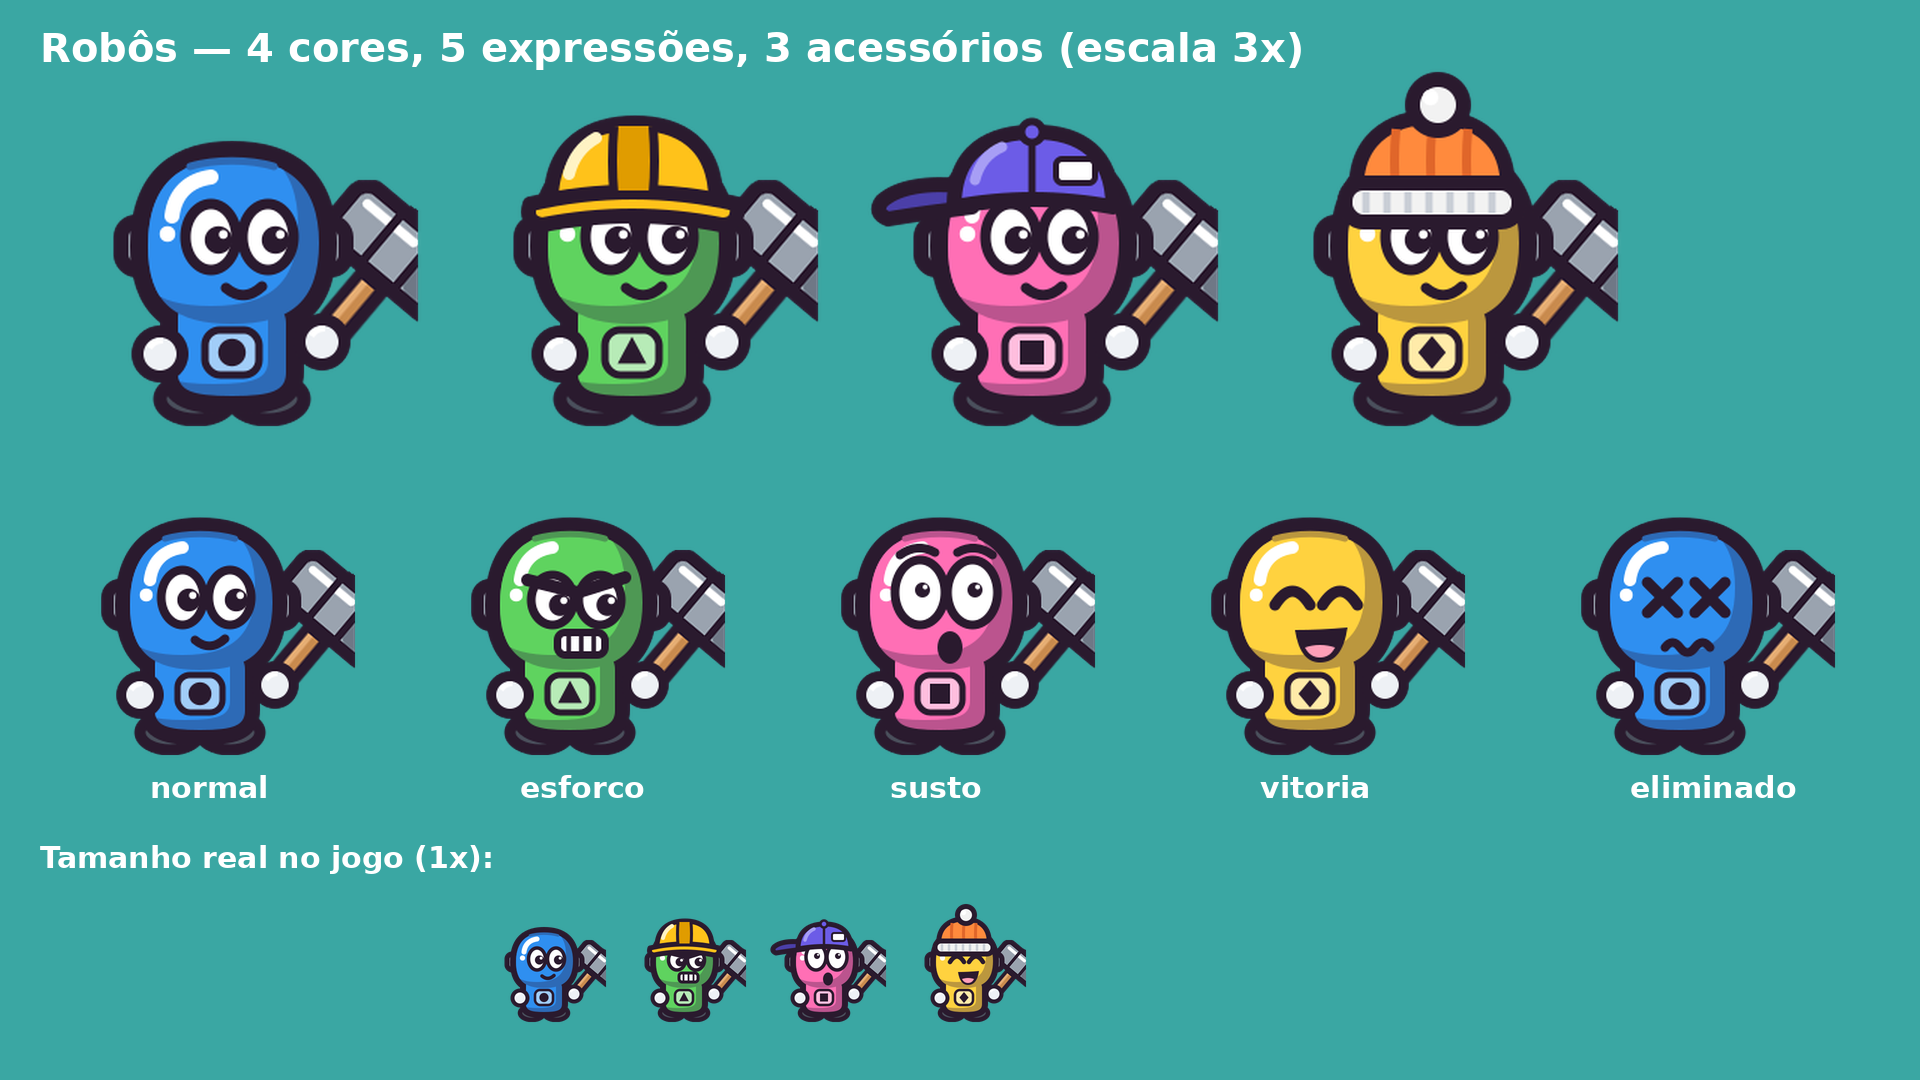 Robôs — 4 cores, 5 expressões, 3 acessórios (escala 3x)
normal
esforco
susto
vitoria
eliminado
Tamanho real no jogo (1x):